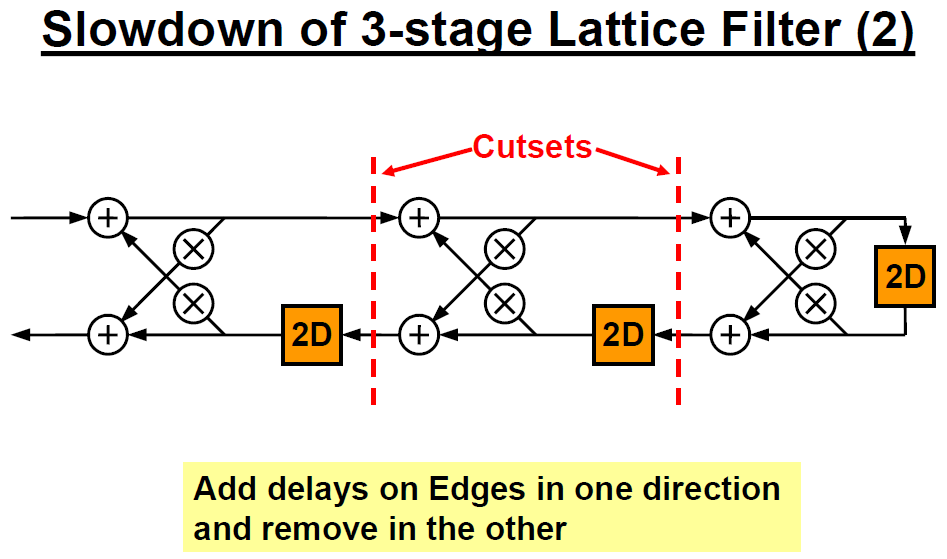 Slowdown of 3-stage Lattice Filter (2)
Cutsets
+ + +
× × ×
× × ×
2D
+ 2D + 2D +
Add delays on Edges in one direction
and remove in the other